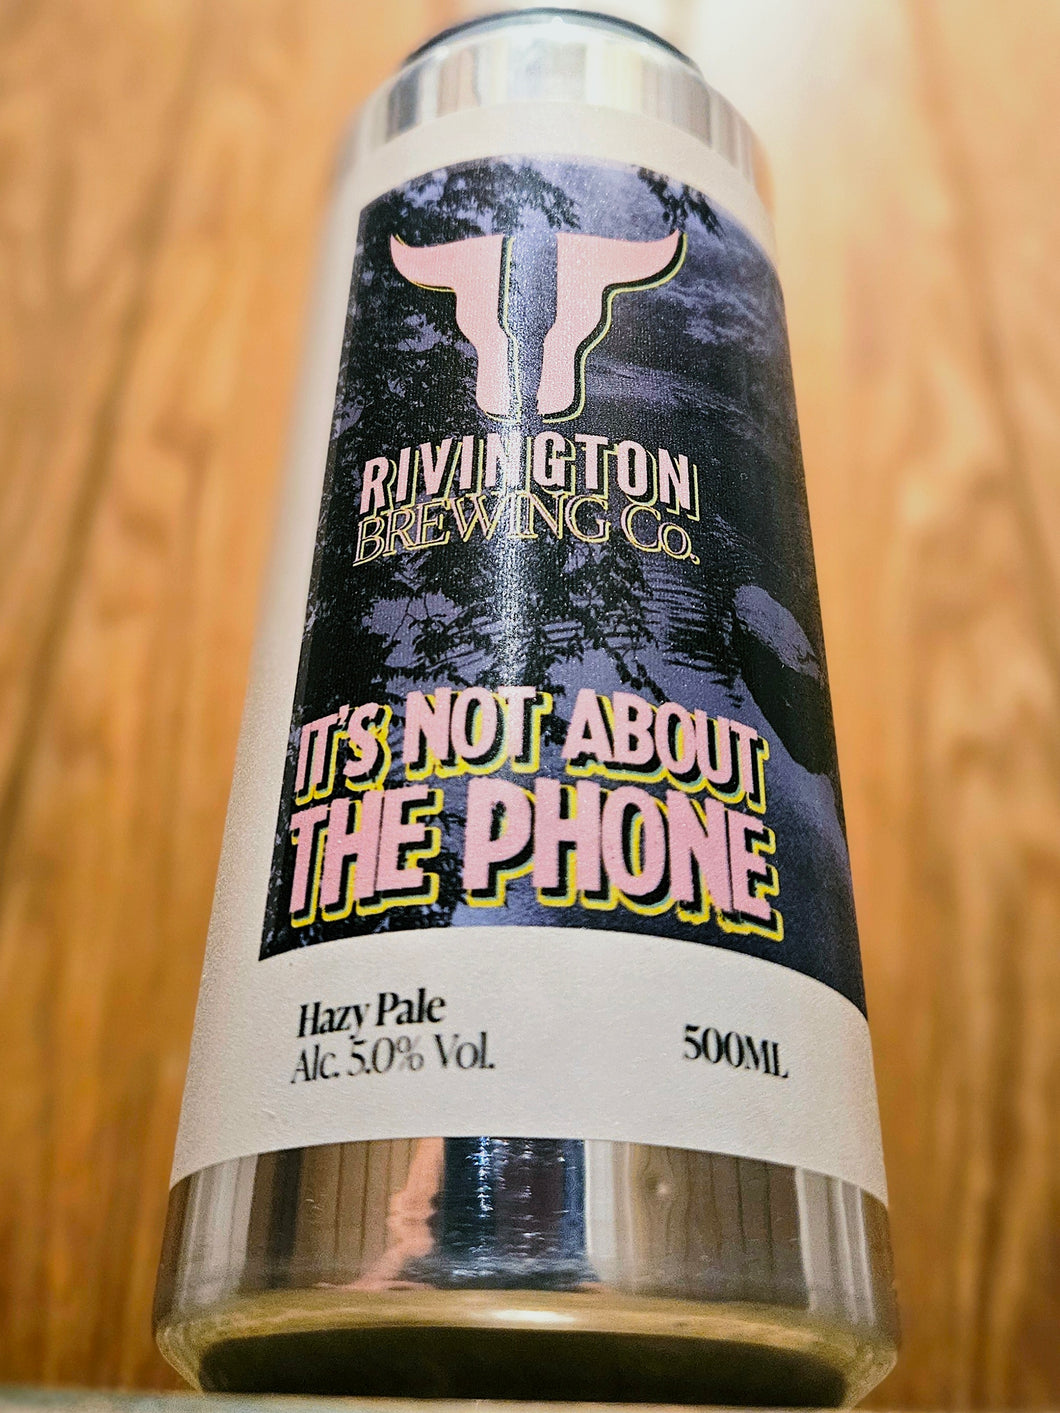 RIVINGTON
BREWING Co.
IT'S NOT ABOUT
THE PHONE
Hazy Pale
Alc. 5.0% Vol.
500ML